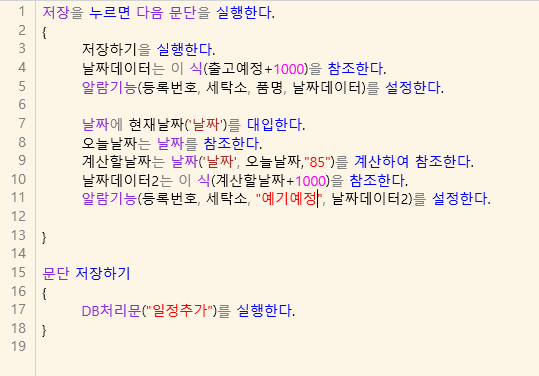 1 저장을 누르면 다음 문단을 실행한다.
2 {
3 저장하기을 실행한다.
4 날짜데이터는 이 식(출고예정+1000)을 참조한다.
5 알람기능(등록번호, 세탁소, 품명, 날짜데이터)를 설정한다.
6
7 날짜에 현재날짜('날짜')를 대입한다.
8 오늘날짜는 날짜를 참조한다.
9 계산할날짜는 날짜('날짜', 오늘날짜,"85")를 계산하여 참조한다.
10 날짜데이터2는 이 식(계산할날짜+1000)을 참조한다.
11 알람기능(등록번호, 세탁소, "예기예정", 날짜데이터2)를 설정한다.
12
13 }
14
15 문단 저장하기
16 {
17 DB처리문("일정추가")를 실행한다.
18 }
19